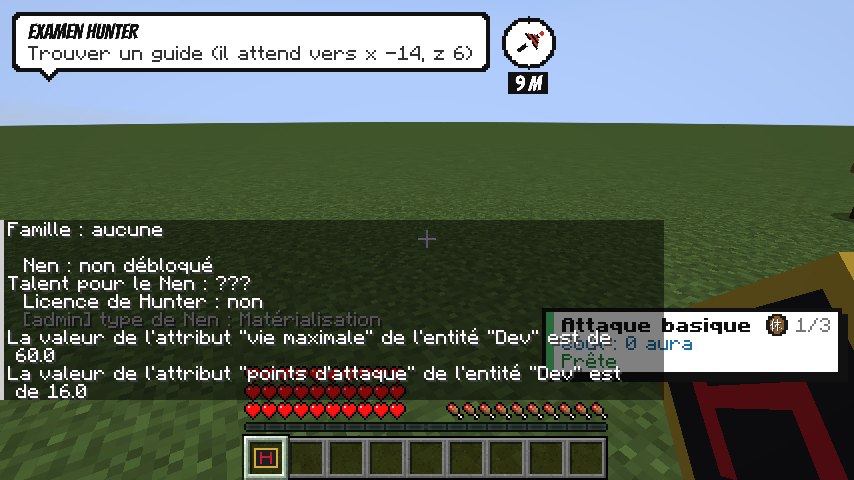 EXAMEN HUNTER
Trouver un guide (il attend vers x -14, z 6)
9 M
Famille : aucune
Nen : non débloqué
Talent pour le Nen : ???
Licence de Hunter : non
[admin] type de Nen : Matérialisation
La valeur de l'attribut "vie maximale" de l'entité "Dev" est de
60.0
La valeur de l'attribut "points d'attaque" de l'entité "Dev" est
de 16.0
Attaque basique 1/3
Coût: 0 aura
Prête
H